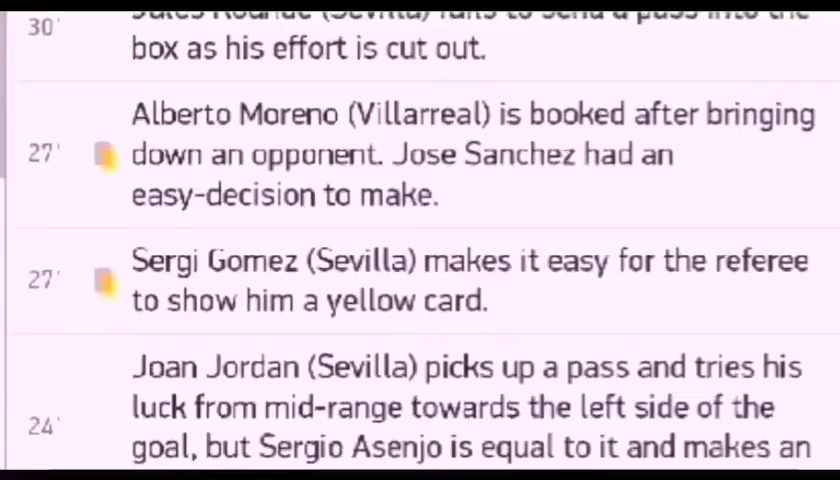 30'
box as his effort is cut out.
Alberto Moreno (Villarreal) is booked after bringing
27' down an opponent. Jose Sanchez had an
easy-decision to make.
Sergi Gomez (Sevilla) makes it easy for the referee
27'
to show him a yellow card.
Joan Jordan (Sevilla) picks up a pass and tries his
luck from mid-range towards the left side of the
24'
goal, but Sergio Asenjo is equal to it and makes an